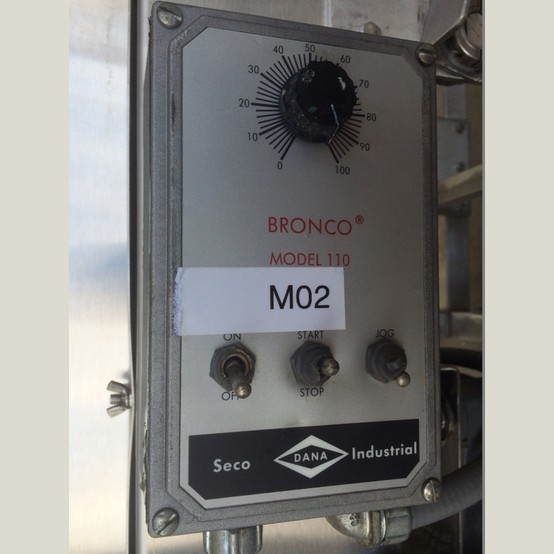 50
40 60
30 70
20 80
10 90
0 100
BRONCO®
MODEL 110
M02
ON START JOG
OFF STOP
Seco DANA Industrial